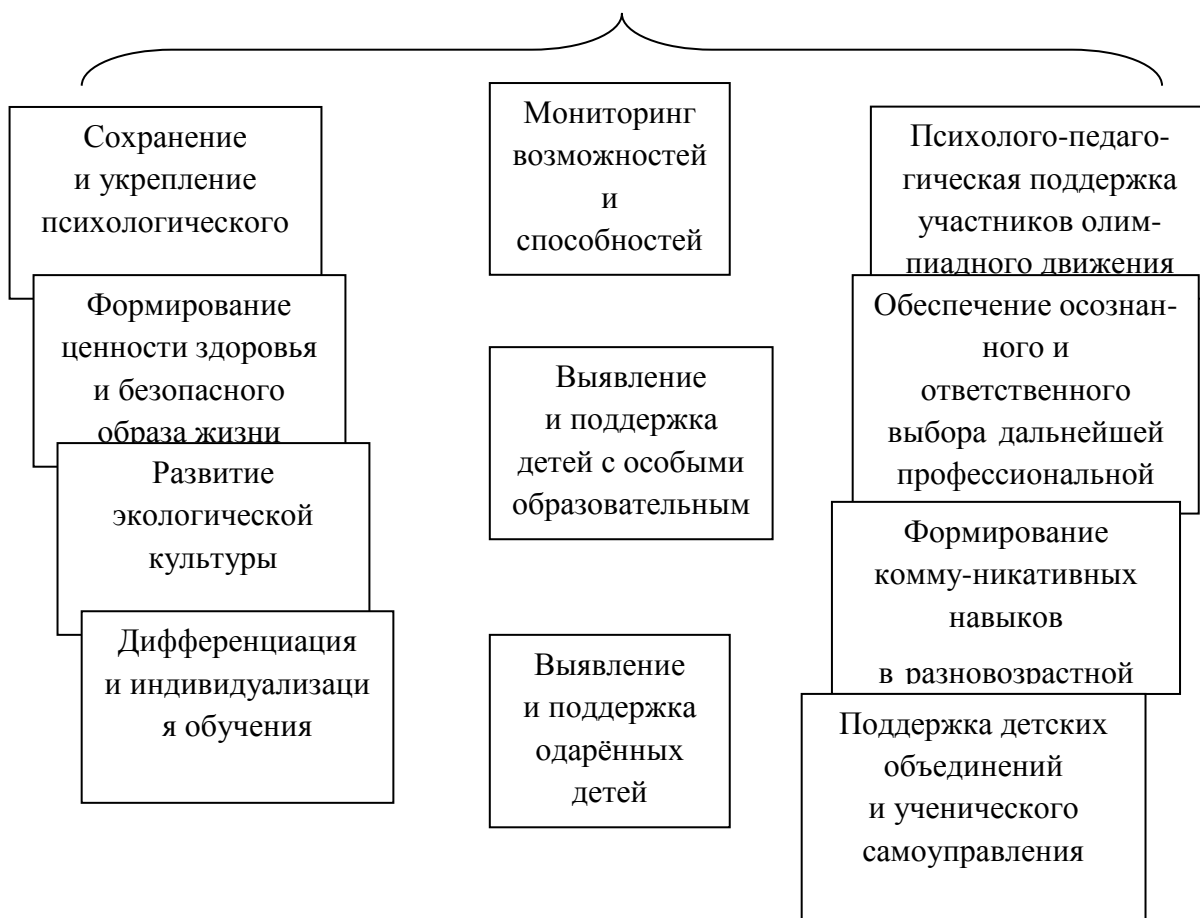 Сохранение
и укрепление
психологического
Формирование
ценности здоровья
и безопасного
образа жизни
Развитие
экологической
культуры
Дифференциация
и индивидуализаци
я обучения
Мониторинг
возможностей
и
способностей
Выявление
и поддержка
детей с особыми
образовательным
Выявление
и поддержка
одарённых
детей
Психолого-педаго-
гическая поддержка
участников олим-
пиадного движения
Обеспечение осознан-
ного и
ответственного
выбора дальнейшей
профессиональной
Формирование
комму-никативных
навыков
в разновозрастной
Поддержка детских
объединений
и ученического
самоуправления